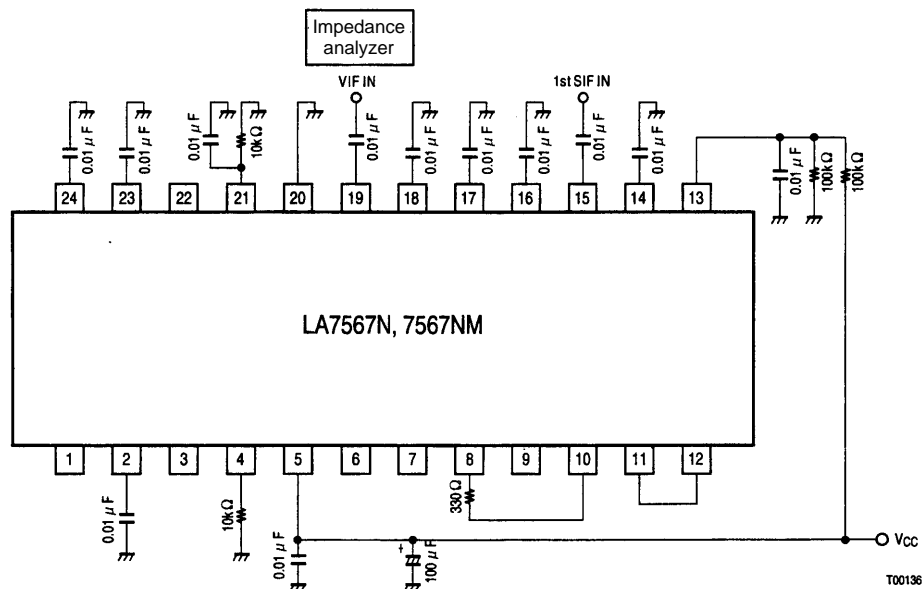 Impedance
analyzer
VIF IN
1st SIF IN
0.01 μF
0.01 μF
0.01 μF
10kΩ
0.01 μF
0.01 μF
0.01 μF
0.01 μF
0.01 μF
0.01 μF
0.01 μF
100kΩ
100kΩ
24 23 22 21 20 19 18 17 16 15 14 13
LA7567N, 7567NM
1 2 3 4 5 6 7 8 9 10 11 12
0.01 μF
10kΩ
0.01 μF
+
100 μF
330Ω
VCC
T00136